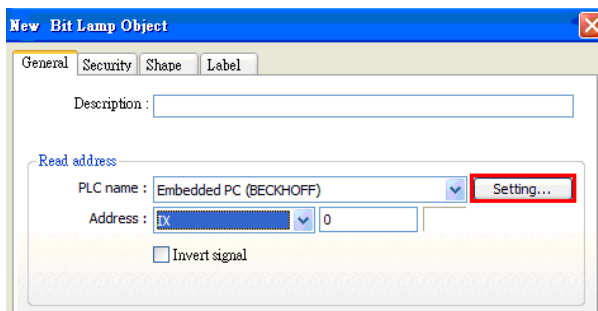 New Bit Lamp Object
General Security Shape Label
Description :
Read address
PLC name : Embedded PC (BECKHOFF) Setting...
Address : IX 0
Invert signal